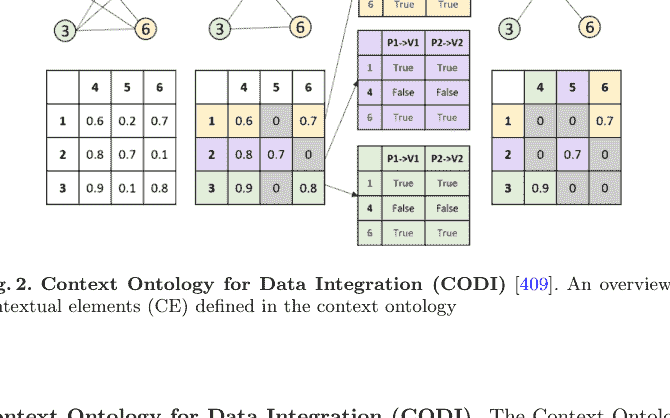 6 True True
3 6 3 6 3 6
P1->V1 P2->V2
1 True True
4 False False
6 True True
4 5 6
1 0.6 0.2 0.7
2 0.8 0.7 0.1
3 0.9 0.1 0.8
4 5 6
1 0.6 0 0.7
2 0.8 0.7 0
3 0.9 0 0.8
P1->V1 P2->V2
1 True True
4 False False
6 True True
4 5 6
1 0 0 0.7
2 0 0.7 0
3 0.9 0 0
g. 2. Context Ontology for Data Integration (CODI) [409]. An overview
ntextual elements (CE) defined in the context ontology
ontext Ontology for Data Integration (CODI). The Context Ontolo